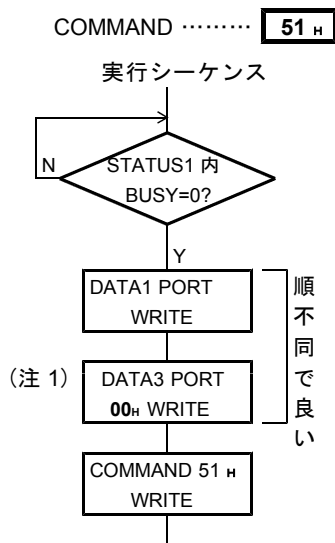 COMMAND ……… 51 H
実行シーケンス
N
STATUS1 内
BUSY=0?
Y
DATA1 PORT
WRITE
順不同で良い
(注 1)
DATA3 PORT
00H WRITE
COMMAND 51 H
WRITE